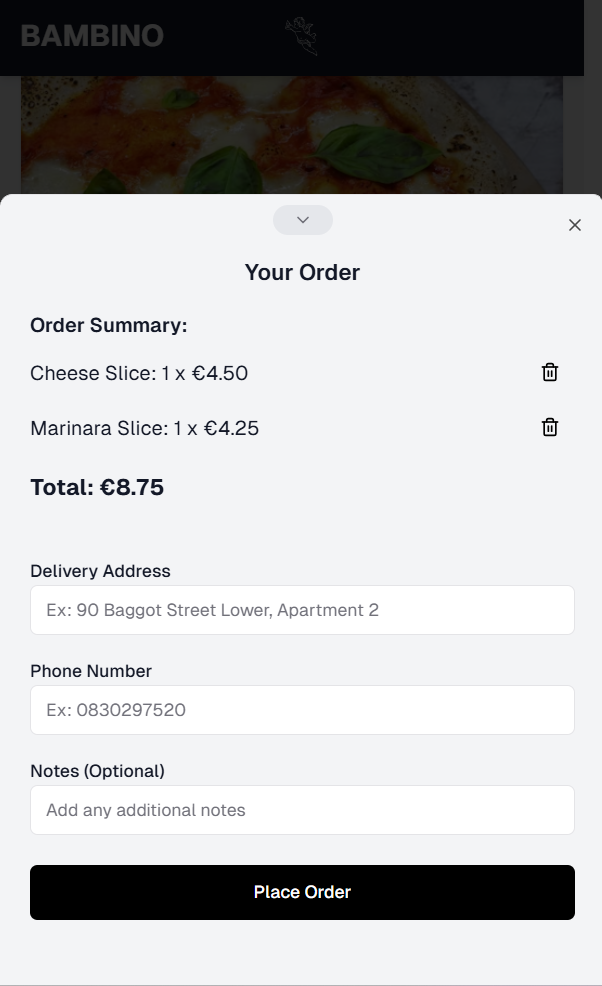 BAMBINO
Your Order
Order Summary:
Cheese Slice: 1 x €4.50
Marinara Slice: 1 x €4.25
Total: €8.75
Delivery Address
Ex: 90 Baggot Street Lower, Apartment 2
Phone Number
Ex: 0830297520
Notes (Optional)
Add any additional notes
Place Order